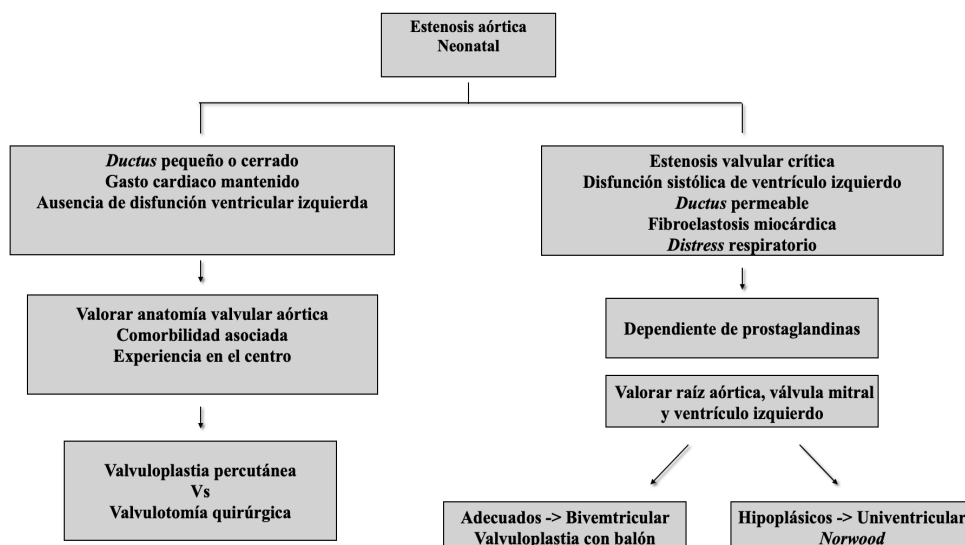 Estenosis aórtica
Neonatal
Ductus pequeño o cerrado
Gasto cardiaco mantenido
Ausencia de disfunción ventricular izquierda
Valorar anatomía valvular aórtica
Comorbilidad asociada
Experiencia en el centro
Valvuloplastia percutánea
Vs
Valvulotomía quirúrgica
Estenosis valvular crítica
Disfunción sistólica de ventrículo izquierdo
Ductus permeable
Fibroelastosis miocárdica
Distress respiratorio
Dependiente de prostaglandinas
Valorar raíz aórtica, válvula mitral
y ventrículo izquierdo
Adecuados -> Bivemtricular
Valvuloplastia con balón
Hipoplásicos -> Univentricular
Norwood